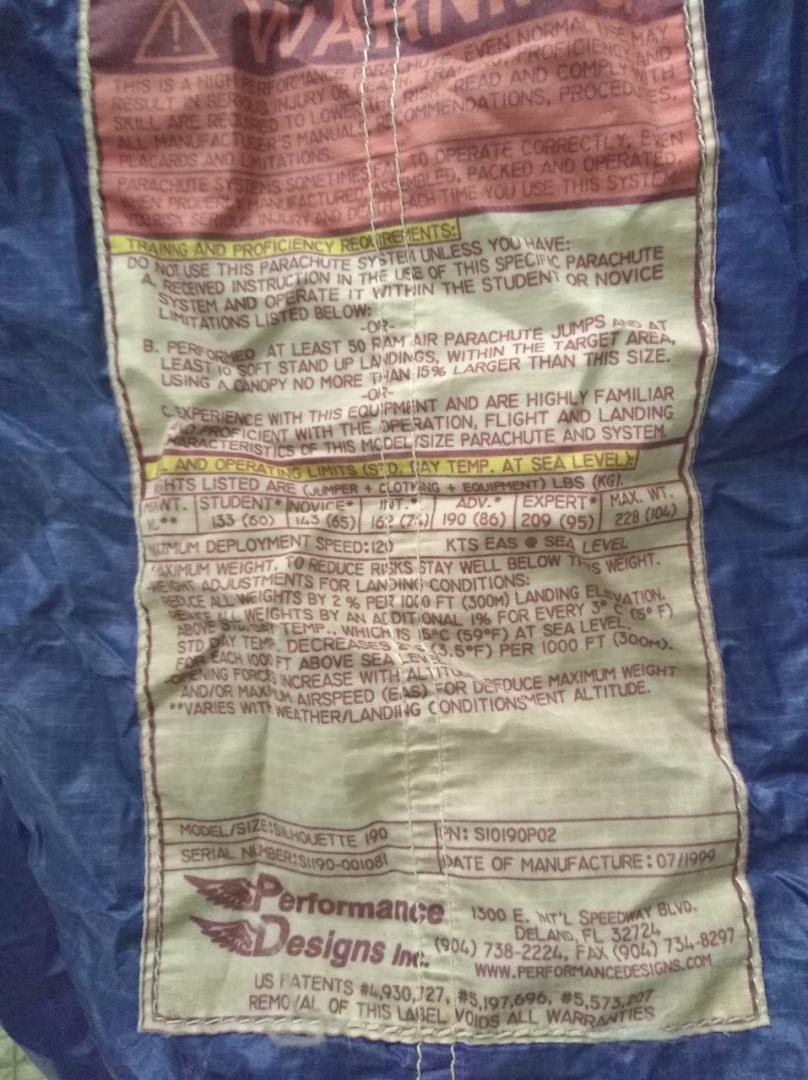 WARNING
THIS IS A HIGH PERFORMANCE PARACHUTE, EVEN NORMAL USE MAY
RESULT IN SERIOUS INJURY OR DEATH. TRAINING, PROFICIENCY AND
SKILL ARE REQUIRED TO LOWER THE RISK. READ AND COMPLY WITH
ALL MANUFACTURER'S MANUAL, RECOMMENDATIONS, PROCEDURES,
PLACARDS AND LIMITATIONS.
PARACHUTE SYSTEMS SOMETIMES FAIL TO OPERATE CORRECTLY, EVEN
WHEN PROPERLY MANUFACTURED, ASSEMBLED, PACKED AND OPERATED.
YOU RISK SERIOUS INJURY AND DEATH EACH TIME YOU USE THIS SYSTEM.
TRAINNG AND PROFICIENCY REQUIREMENTS:
DO NOT USE THIS PARACHUTE SYSTEM UNLESS YOU HAVE:
A. RECEIVED INSTRUCTION IN THE USE OF THIS SPECIFIC PARACHUTE
SYSTEM AND OPERATE IT WITHIN THE STUDENT OR NOVICE
LIMITATIONS LISTED BELOW:
-OR-
B. PERFORMED AT LEAST 50 RAM AIR PARACHUTE JUMPS AND AT
LEAST 10 SOFT STAND UP LANDINGS, WITHIN THE TARGET AREA,
USING A CANOPY NO MORE THAN 15% LARGER THAN THIS SIZE.
-OR-
C. EXPERIENCE WITH THIS EQUIPMENT AND ARE HIGHLY FAMILIAR
AND PROFICIENT WITH THE OPERATION, FLIGHT AND LANDING
CHARACTERISTICS OF THIS MODEL/SIZE PARACHUTE AND SYSTEM.
AND OPERATING LIMITS (STD. DAY TEMP. AT SEA LEVEL):
LISTED ARE (JUMPER + CLOTHING + EQUIPMENT) LBS (KG).
STUDENT* NOVICE* INT.* ADV.* EXPERT* MAX. WT.
** 133 (60) 143 (65) 190 (86) 209 (95) 228 (104)
MAXIMUM DEPLOYMENT SPEED: KTS EAS @ SEA LEVEL
MAXIMUM WEIGHT. TO REDUCE RISKS STAY WELL BELOW THIS WEIGHT.
WEIGHT ADJUSTMENTS FOR LANDING CONDITIONS:
REDUCE ALL WEIGHTS BY 2 % PER 1000 FT (300M) LANDING ELEVATION.
REDUCE ALL WEIGHTS BY AN ADDITIONAL 1% FOR EVERY 3° C (5° F)
ABOVE STD. DAY TEMP., WHICH IS 15°C (59°F) AT SEA LEVEL.
STD DAY TEMP. DECREASES (3.5°F) PER 1000 FT (300M).
FOR EACH 1000 FT ABOVE SEA LEVEL
OPENING FORCES INCREASE WITH ALTITUDE
AND/OR MAXIMUM AIRSPEED (EAS) FOR DEFDUCE MAXIMUM WEIGHT
**VARIES WITH WEATHER/LANDING CONDITIONS'MENT ALTITUDE.
MODEL/SIZE: SILHOUETTE 190 PN: SI0190P02
SERIAL NUMBER: SI190-001081 DATE OF MANUFACTURE: 07/1999
Performance
Designs Inc.
1300 E. INT'L SPEEDWAY BLVD.
DELAND, FL 32724
(904) 738-2224, FAX (904) 734-8297
WWW.PERFORMANCEDESIGNS.COM
US PATENTS #4,930,727, #5,197,696, #5,573,207
REMOVAL OF THIS LABEL VOIDS ALL WARRANTIES